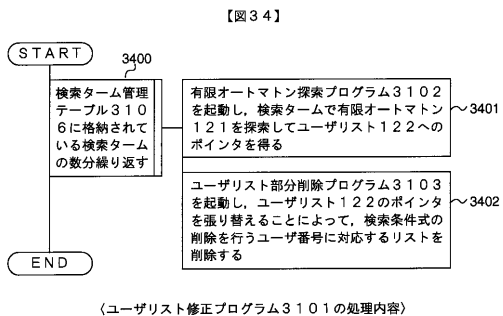 【図34】
START
3400
検索ターム管理
テーブル310
6に格納されて
いる検索ターム
の数分繰り返す
有限オートマトン探索プログラム3102
を起動し，検索タームで有限オートマトン
121を探索してユーザリスト122への
ポインタを得る
3401
ユーザリスト部分削除プログラム3103
を起動し，ユーザリスト122のポインタ
を張り替えることによって，検索条件式の
削除を行うユーザ番号に対応するリストを
削除する
3402
END
〈ユーザリスト修正プログラム3101の処理内容〉